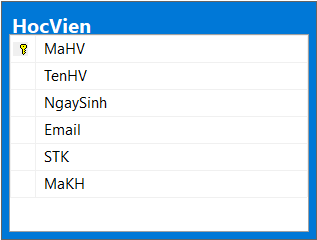 HocVien
MaHV
TenHV
NgaySinh
Email
STK
MaKH